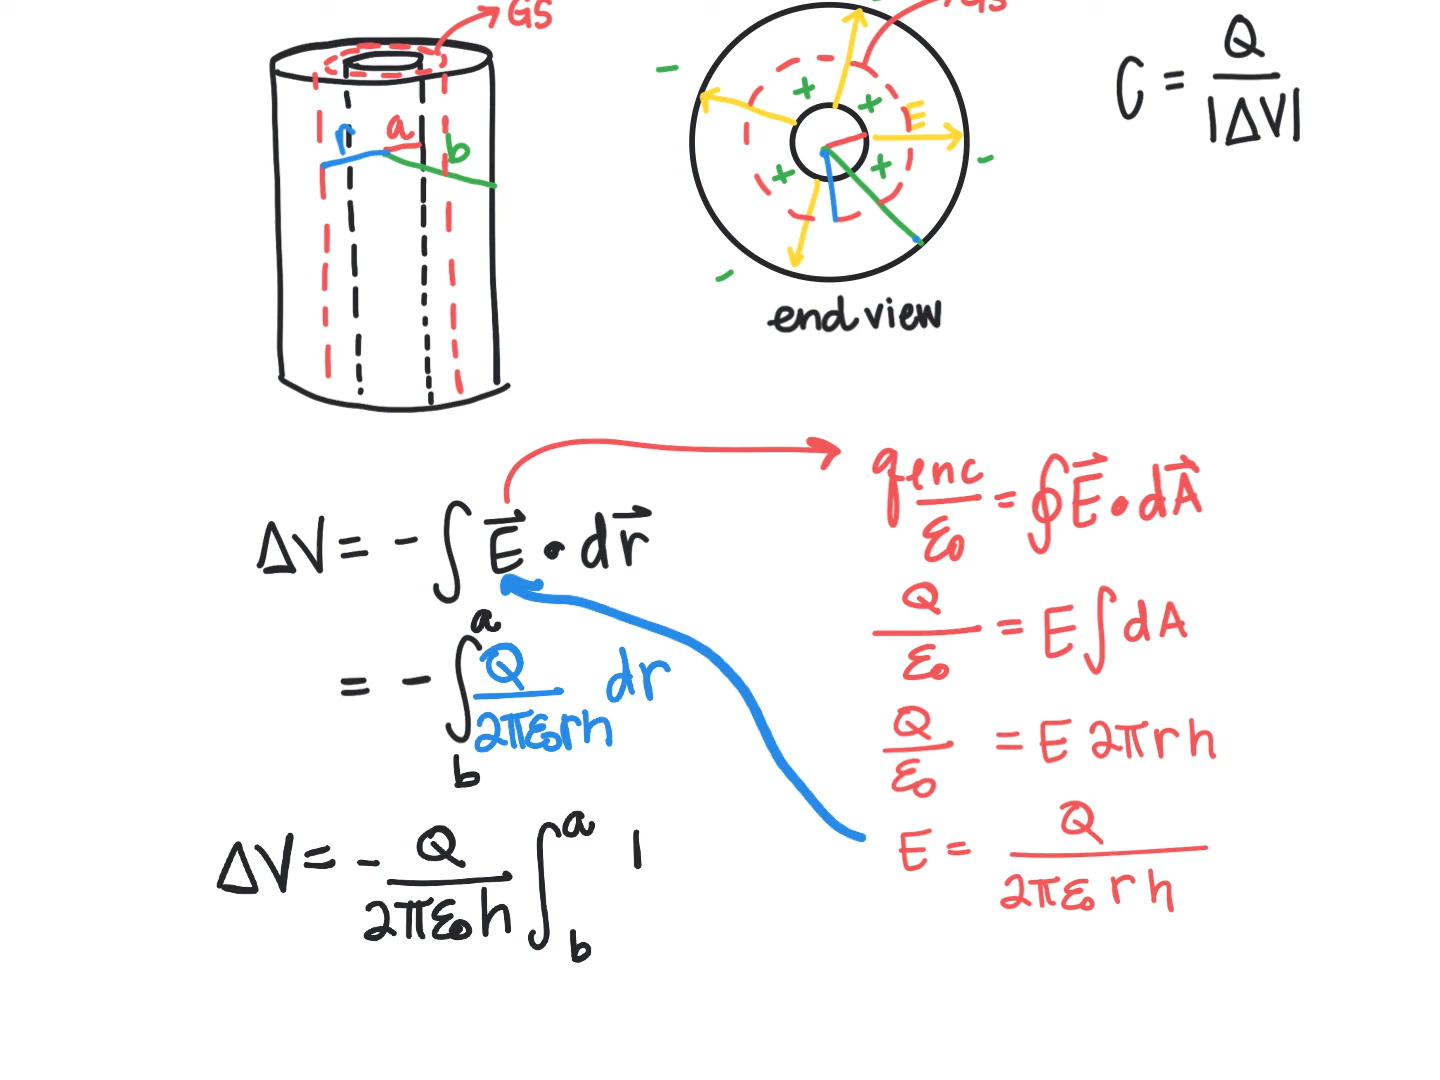 GS
GS
r
a
b
+
+
+
+
-
-
-
E
end view
C = Q / |ΔV|
ΔV = - ∫ E⃗ • dr⃗
= - ∫_b^a Q / 2πε₀rh dr
ΔV = - Q / 2πε₀h ∫_b^a 1
qenc / ε₀ = ∮ E⃗ • dA⃗
Q / ε₀ = E ∫ dA
Q / ε₀ = E 2πrh
E = Q / 2πε₀rh